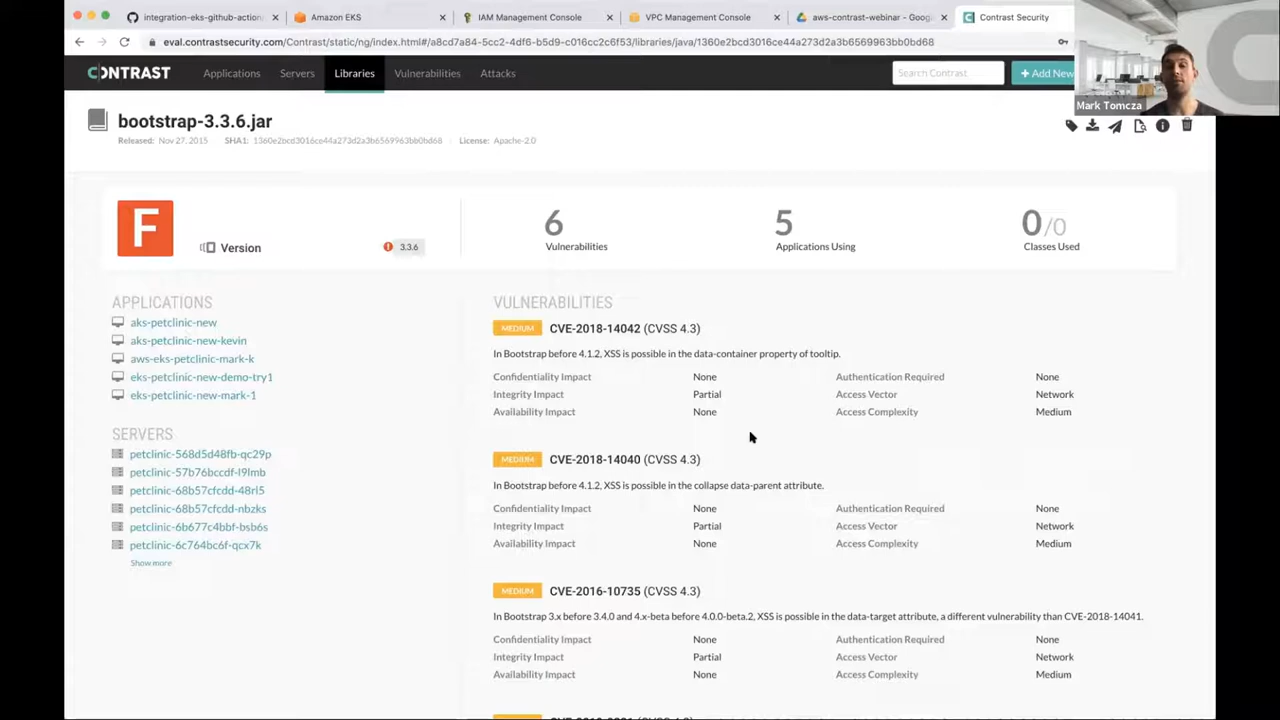 integration-eks-github-action
Amazon EKS
IAM Management Console
VPC Management Console
aws-contrast-webinar - Goog
Contrast Security
eval.contrastsecurity.com/Contrast/static/ng/index.html#/a8cd7a84-5cc2-4df6-b5d9-c016cc2c6f53/libraries/java/1360e2bcd3016ce44a273d2a3b6569963bb0bd68
CONTRAST
Applications
Servers
Libraries
Vulnerabilities
Attacks
Search Contrast
+ Add New
Mark Tomcza
bootstrap-3.3.6.jar
Released: Nov 27, 2015 SHA1: 1360e2bcd3016ce44a273d2a3b6569963bb0bd68 License: Apache-2.0
F
Version
3.3.6
6
Vulnerabilities
5
Applications Using
0/0
Classes Used
APPLICATIONS
aks-petclinic-new
aks-petclinic-new-kevin
aws-eks-petclinic-mark-k
eks-petclinic-new-demo-try1
eks-petclinic-new-mark-1
SERVERS
petclinic-568d5d48fb-qc29p
petclinic-57b76bccdf-l9lmb
petclinic-68b57cfcdd-48rl5
petclinic-68b57cfcdd-nbzks
petclinic-6b677c4bbf-bsb6s
petclinic-6c764bc6f-qcx7k
Show more
VULNERABILITIES
MEDIUM CVE-2018-14042 (CVSS 4.3)
In Bootstrap before 4.1.2, XSS is possible in the data-container property of tooltip.
Confidentiality Impact None Authentication Required None
Integrity Impact Partial Access Vector Network
Availability Impact None Access Complexity Medium
MEDIUM CVE-2018-14040 (CVSS 4.3)
In Bootstrap before 4.1.2, XSS is possible in the collapse data-parent attribute.
Confidentiality Impact None Authentication Required None
Integrity Impact Partial Access Vector Network
Availability Impact None Access Complexity Medium
MEDIUM CVE-2016-10735 (CVSS 4.3)
In Bootstrap 3.x before 3.4.0 and 4.x-beta before 4.0.0-beta.2, XSS is possible in the data-target attribute, a different vulnerability than CVE-2018-14041.
Confidentiality Impact None Authentication Required None
Integrity Impact Partial Access Vector Network
Availability Impact None Access Complexity Medium